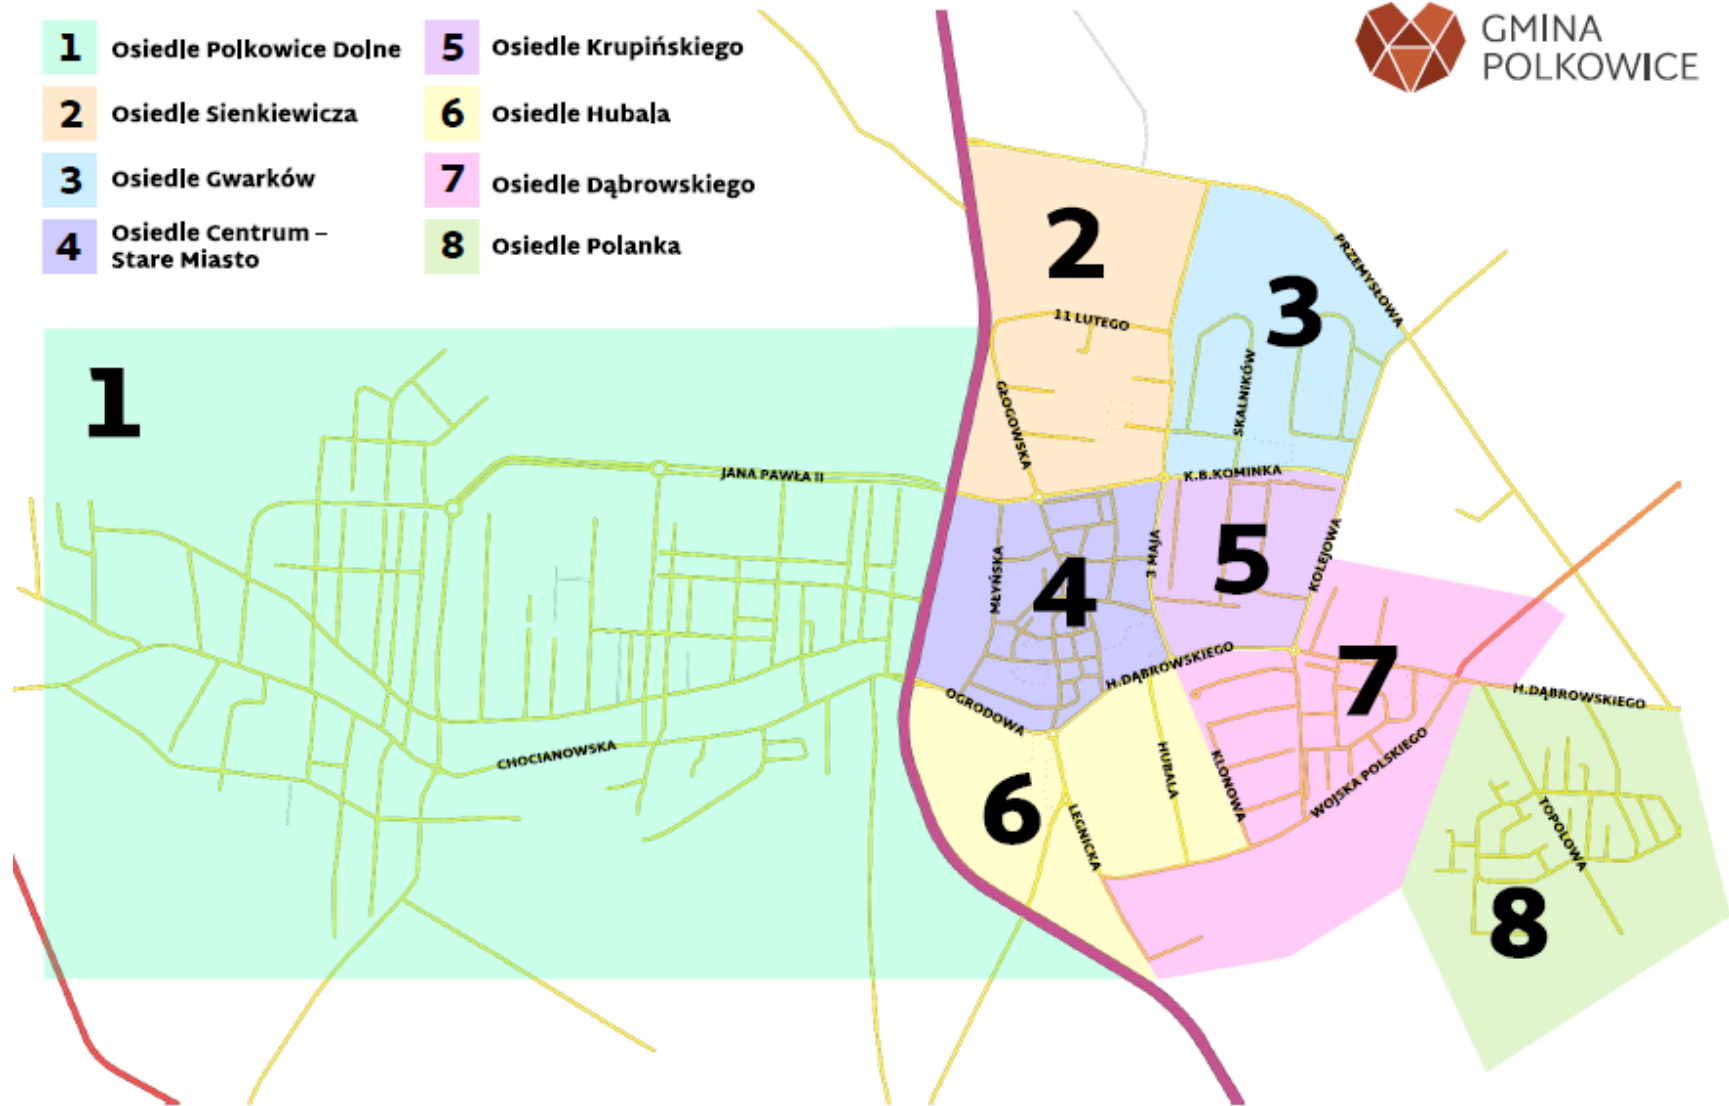 1 Osiedle Polkowice Dolne
2 Osiedle Sienkiewicza
3 Osiedle Gwarków
4 Osiedle Centrum –
Stare Miasto
5 Osiedle Krupińskiego
6 Osiedle Hubala
7 Osiedle Dąbrowskiego
8 Osiedle Polanka
GMINA
POLKOWICE
2
3
PRZEMYSŁOWA
11 LUTEGO
SKALNIKÓW
GŁOGOWSKA
1
JANA PAWŁA II
K.B.KOMINKA
MŁYŃSKA
4
3 MAJA
5
KOLEJOWA
H.DĄBROWSKIEGO
7
H.DĄBROWSKIEGO
OGRODOWA
CHOCIANOWSKA
6
HUBALA
KLONOWA
WOJSKA POLSKIEGO
LEGNICKA
TOPOLOWA
8